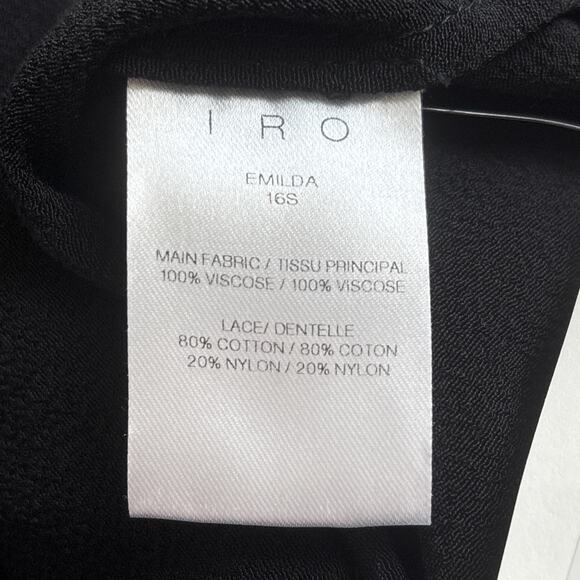 I R O
EMILDA
16S
MAIN FABRIC / TISSU PRINCIPAL
100% VISCOSE / 100% VISCOSE
LACE/ DENTELLE
80% COTTON / 80% COTON
20% NYLON / 20% NYLON